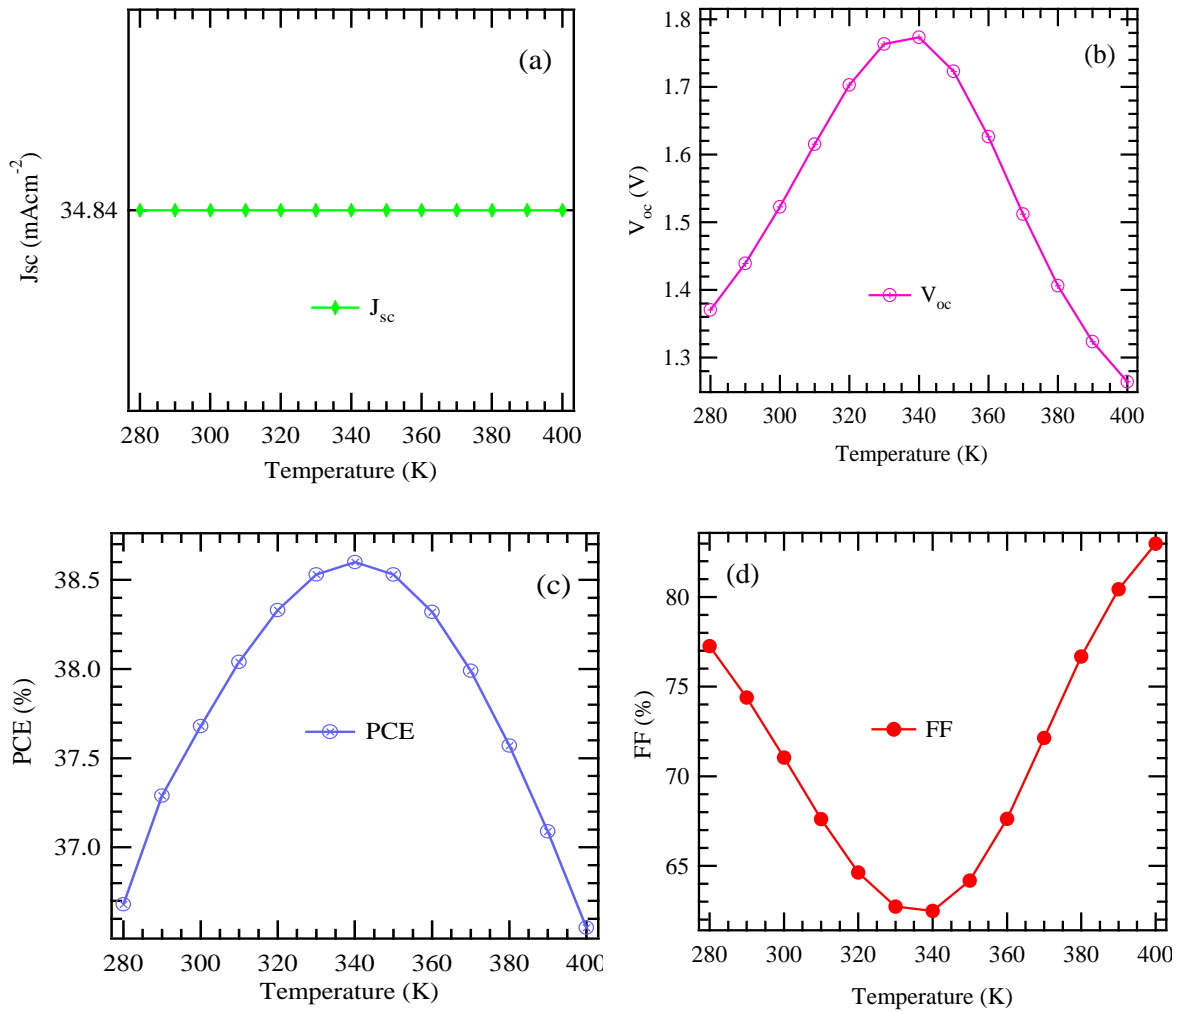 (a)
Jsc (mAcm-2)
34.84
Jsc
280 300 320 340 360 380 400
Temperature (K)
(b)
Voc (V)
1.8
1.7
1.6
1.5
1.4
1.3
Voc
280 300 320 340 360 380 400
Temperature (K)
(c)
PCE (%)
38.5
38.0
37.5
37.0
PCE
280 300 320 340 360 380 400
Temperature (K)
(d)
FF (%)
80
75
70
65
FF
280 300 320 340 360 380 400
Temperature (K)